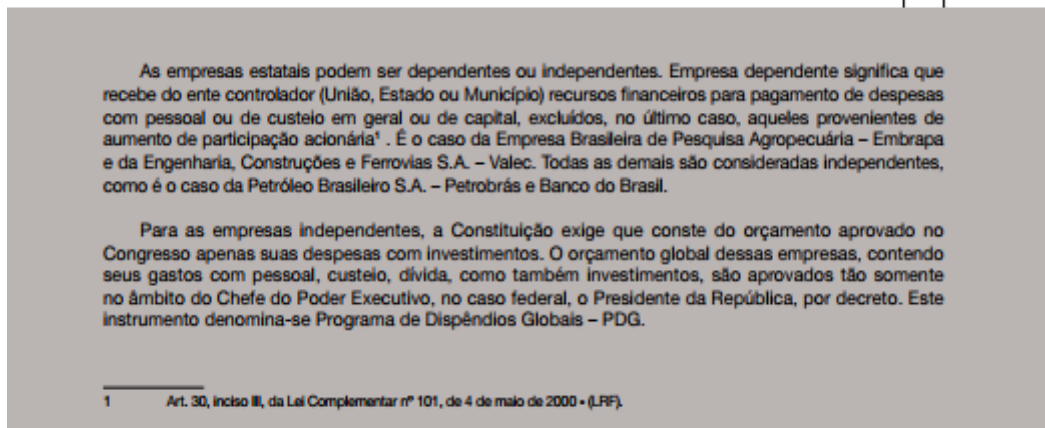 As empresas estatais podem ser dependentes ou independentes. Empresa dependente significa que
recebe do ente controlador (União, Estado ou Município) recursos financeiros para pagamento de despesas
com pessoal ou de custeio em geral ou de capital, excluídos, no último caso, aqueles provenientes de
aumento de participação acionária¹ . É o caso da Empresa Brasileira de Pesquisa Agropecuária – Embrapa
e da Engenharia, Construções e Ferrovias S.A. – Valec. Todas as demais são consideradas independentes,
como é o caso da Petróleo Brasileiro S.A. – Petrobrás e Banco do Brasil.
Para as empresas independentes, a Constituição exige que conste do orçamento aprovado no
Congresso apenas suas despesas com investimentos. O orçamento global dessas empresas, contendo
seus gastos com pessoal, custeio, dívida, como também investimentos, são aprovados tão somente
no âmbito do Chefe do Poder Executivo, no caso federal, o Presidente da República, por decreto. Este
instrumento denomina-se Programa de Dispêndios Globais – PDG.
1 Art. 30, inciso III, da Lei Complementar nº 101, de 4 de maio de 2000 • (LRF).